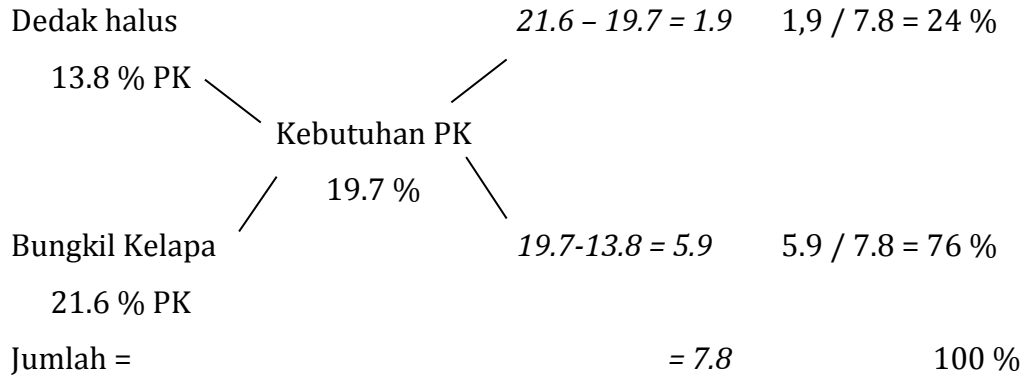 Dedak halus 21.6 – 19.7 = 1.9 1,9 / 7.8 = 24 %
13.8 % PK
Kebutuhan PK
19.7 %
Bungkil Kelapa 19.7-13.8 = 5.9 5.9 / 7.8 = 76 %
21.6 % PK
Jumlah = = 7.8 100 %